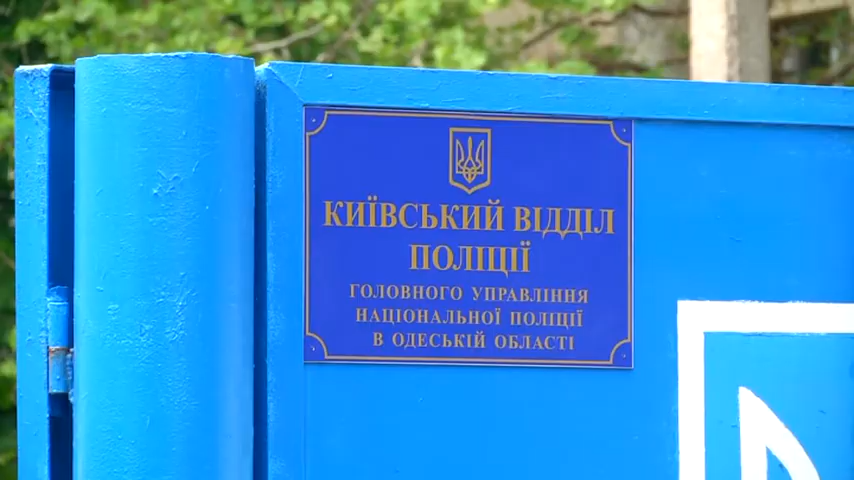 КИЇВСЬКИЙ ВІДДІЛ
ПОЛІЦІЇ
ГОЛОВНОГО УПРАВЛІННЯ
НАЦІОНАЛЬНОЇ ПОЛІЦІЇ
В ОДЕСЬКІЙ ОБЛАСТІ